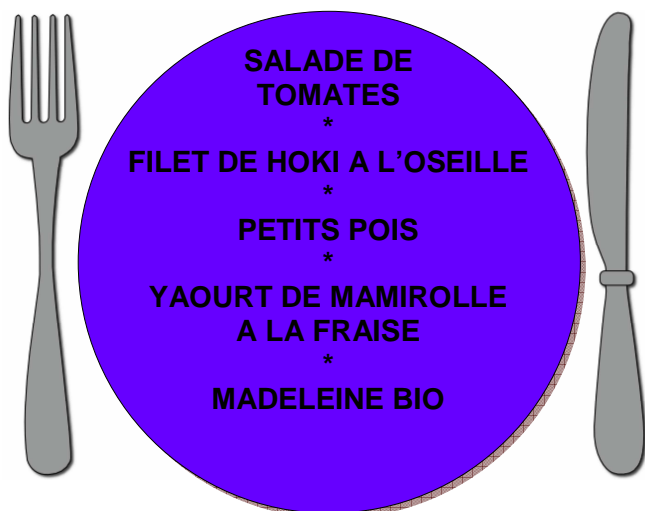 SALADE DE
TOMATES
*
FILET DE HOKI A L’OSEILLE
*
PETITS POIS
*
YAOURT DE MAMIROLLE
A LA FRAISE
*
MADELEINE BIO